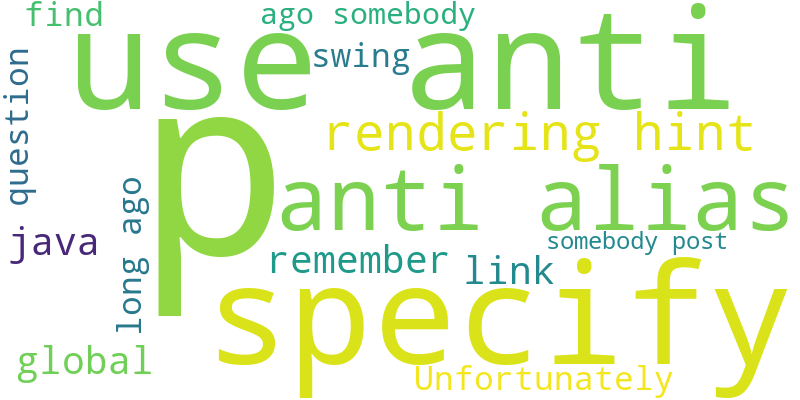 find
ago somebody
use anti
swing
question
p
rendering hint
anti alias
long ago
java
somebody post
remember
link
specify
global
Unfortunately